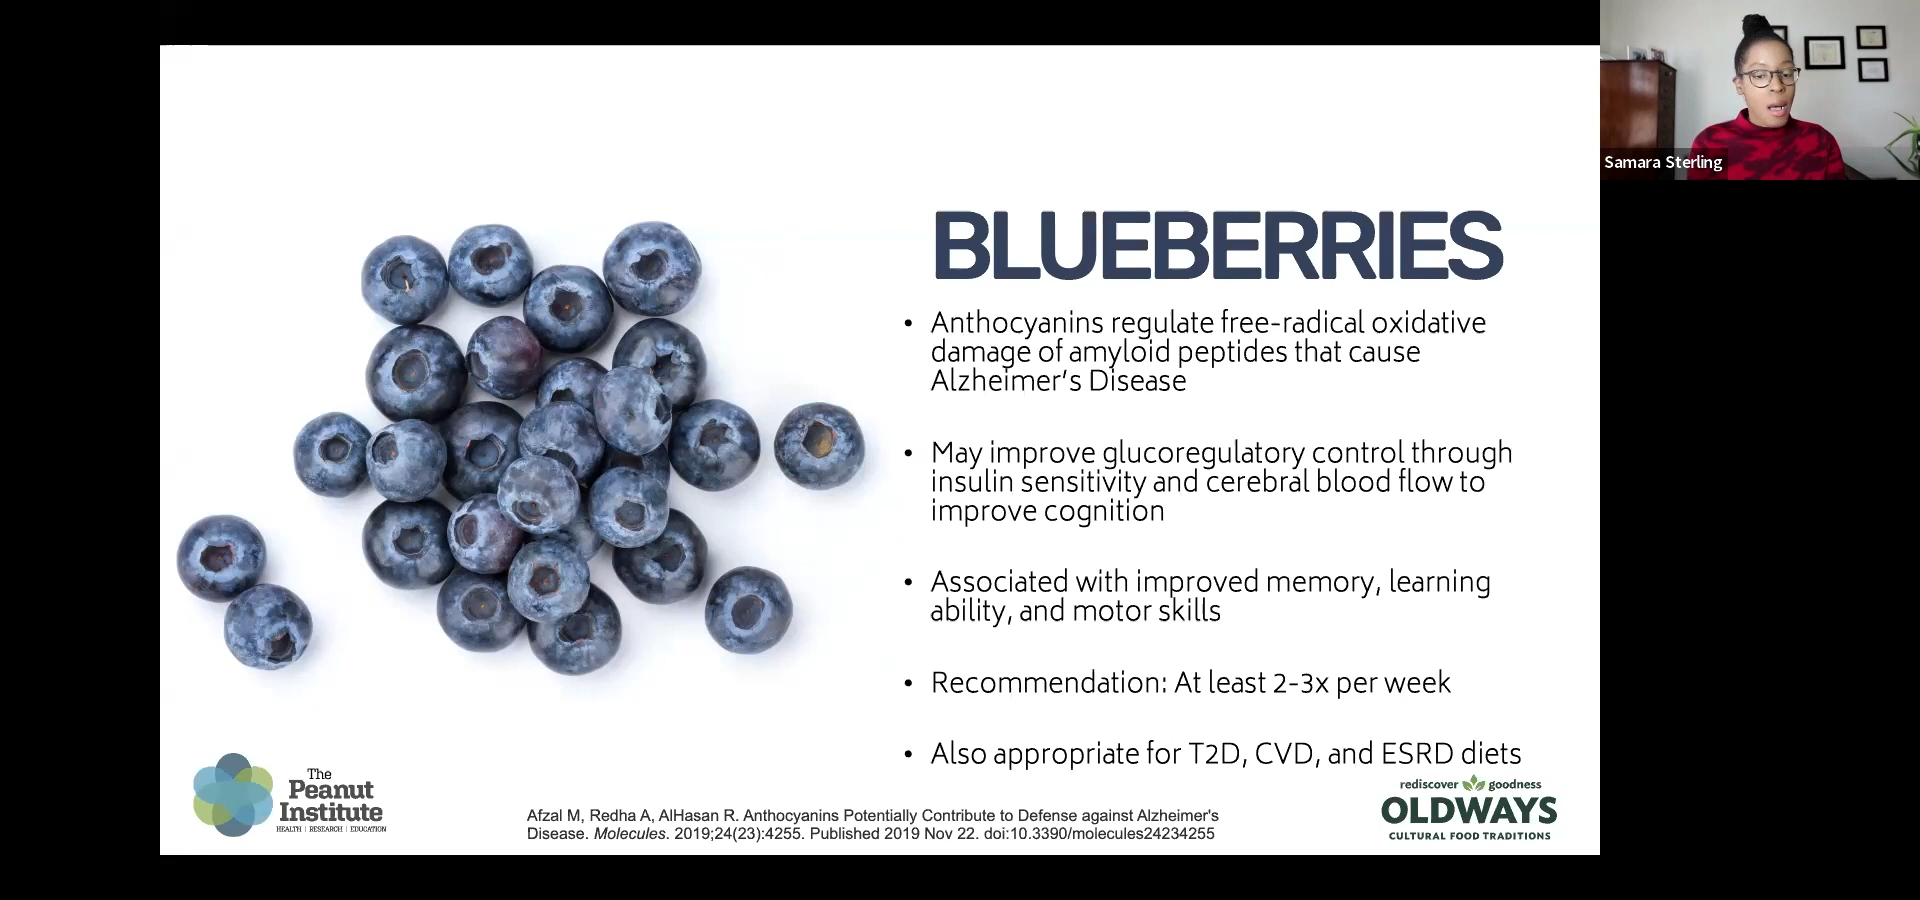 Samara Sterling
BLUEBERRIES
• Anthocyanins regulate free-radical oxidative
damage of amyloid peptides that cause
Alzheimer's Disease
• May improve glucoregulatory control through
insulin sensitivity and cerebral blood flow to
improve cognition
• Associated with improved memory, learning
ability, and motor skills
• Recommendation: At least 2-3x per week
• Also appropriate for T2D, CVD, and ESRD diets
The
Peanut
Institute
HEALTH | RESEARCH | EDUCATION
Afzal M, Redha A, AlHasan R. Anthocyanins Potentially Contribute to Defense against Alzheimer's
Disease. Molecules. 2019;24(23):4255. Published 2019 Nov 22. doi:10.3390/molecules24234255
rediscover goodness
OLDWAYS
CULTURAL FOOD TRADITIONS